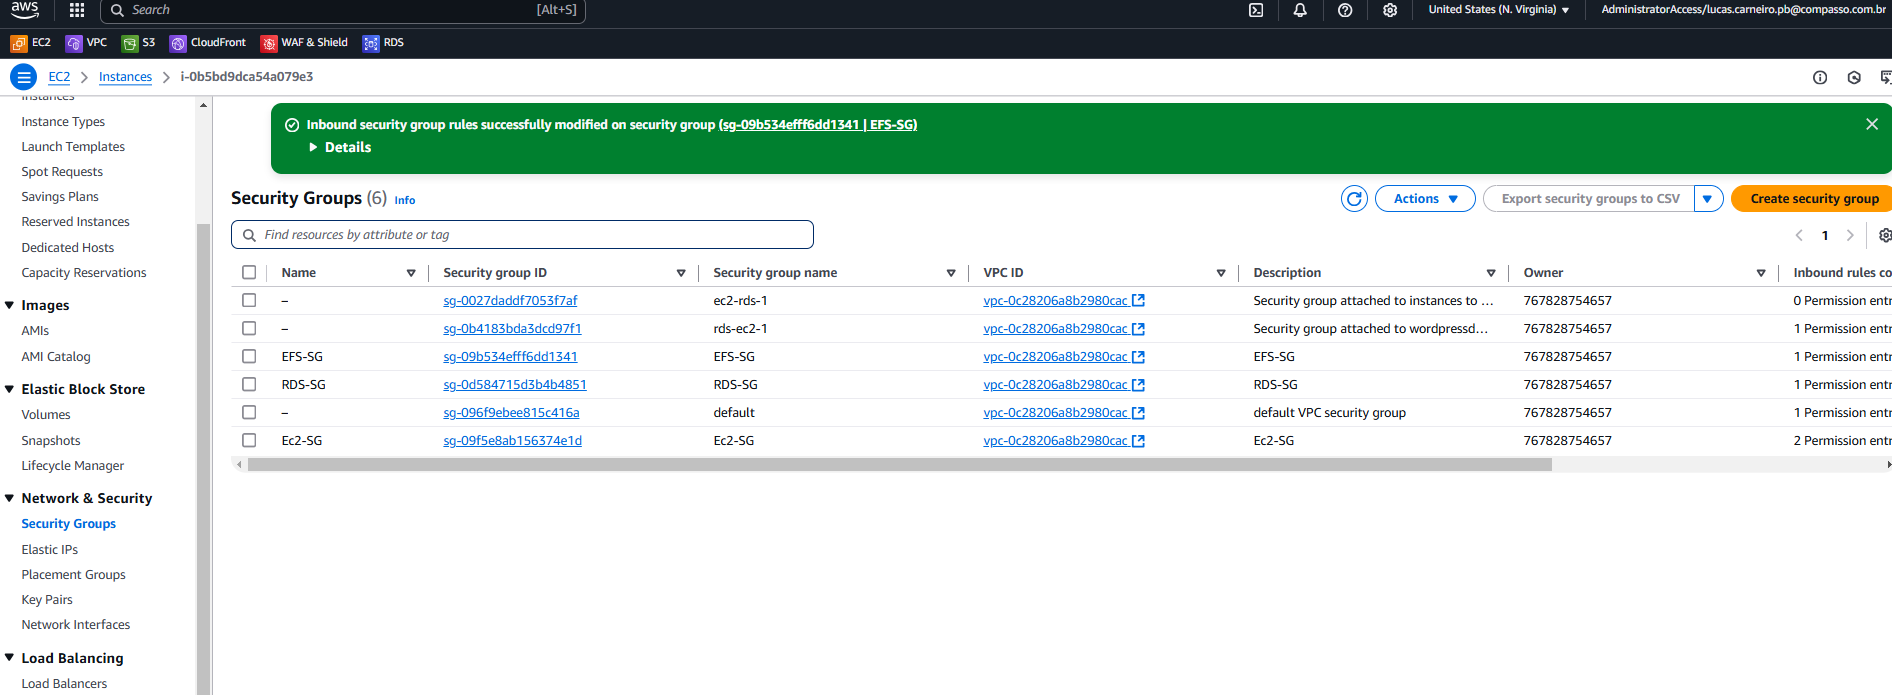 aws
Search [Alt+S] United States (N. Virginia) AdministratorAccess/lucas.carneiro.pb@compasso.com.br
EC2 VPC S3 CloudFront WAF & Shield RDS
EC2 Instances i-0b5bd9dca54a079e3
Instances
Instance Types
Launch Templates
Spot Requests
Savings Plans
Reserved Instances
Dedicated Hosts
Capacity Reservations
Images
AMIs
AMI Catalog
Elastic Block Store
Volumes
Snapshots
Lifecycle Manager
Network & Security
Security Groups
Elastic IPs
Placement Groups
Key Pairs
Network Interfaces
Load Balancing
Load Balancers
Inbound security group rules successfully modified on security group (sg-09b534efff6dd1341 | EFS-SG)
Details
Security Groups (6) Info Actions Export security groups to CSV Create security group
Find resources by attribute or tag 1
Name Security group ID Security group name VPC ID Description Owner Inbound rules co
– sg-0027daddf7053f7af ec2-rds-1 vpc-0c28206a8b2980cac Security group attached to instances to ... 767828754657 0 Permission entr
– sg-0b4183bda3dcd97f1 rds-ec2-1 vpc-0c28206a8b2980cac Security group attached to wordpressd... 767828754657 1 Permission entr
EFS-SG sg-09b534efff6dd1341 EFS-SG vpc-0c28206a8b2980cac EFS-SG 767828754657 1 Permission entr
RDS-SG sg-0d584715d3b4b4851 RDS-SG vpc-0c28206a8b2980cac RDS-SG 767828754657 1 Permission entr
– sg-096f9ebee815c416a default vpc-0c28206a8b2980cac default VPC security group 767828754657 1 Permission entr
Ec2-SG sg-09f5e8ab156374e1d Ec2-SG vpc-0c28206a8b2980cac Ec2-SG 767828754657 2 Permission entr